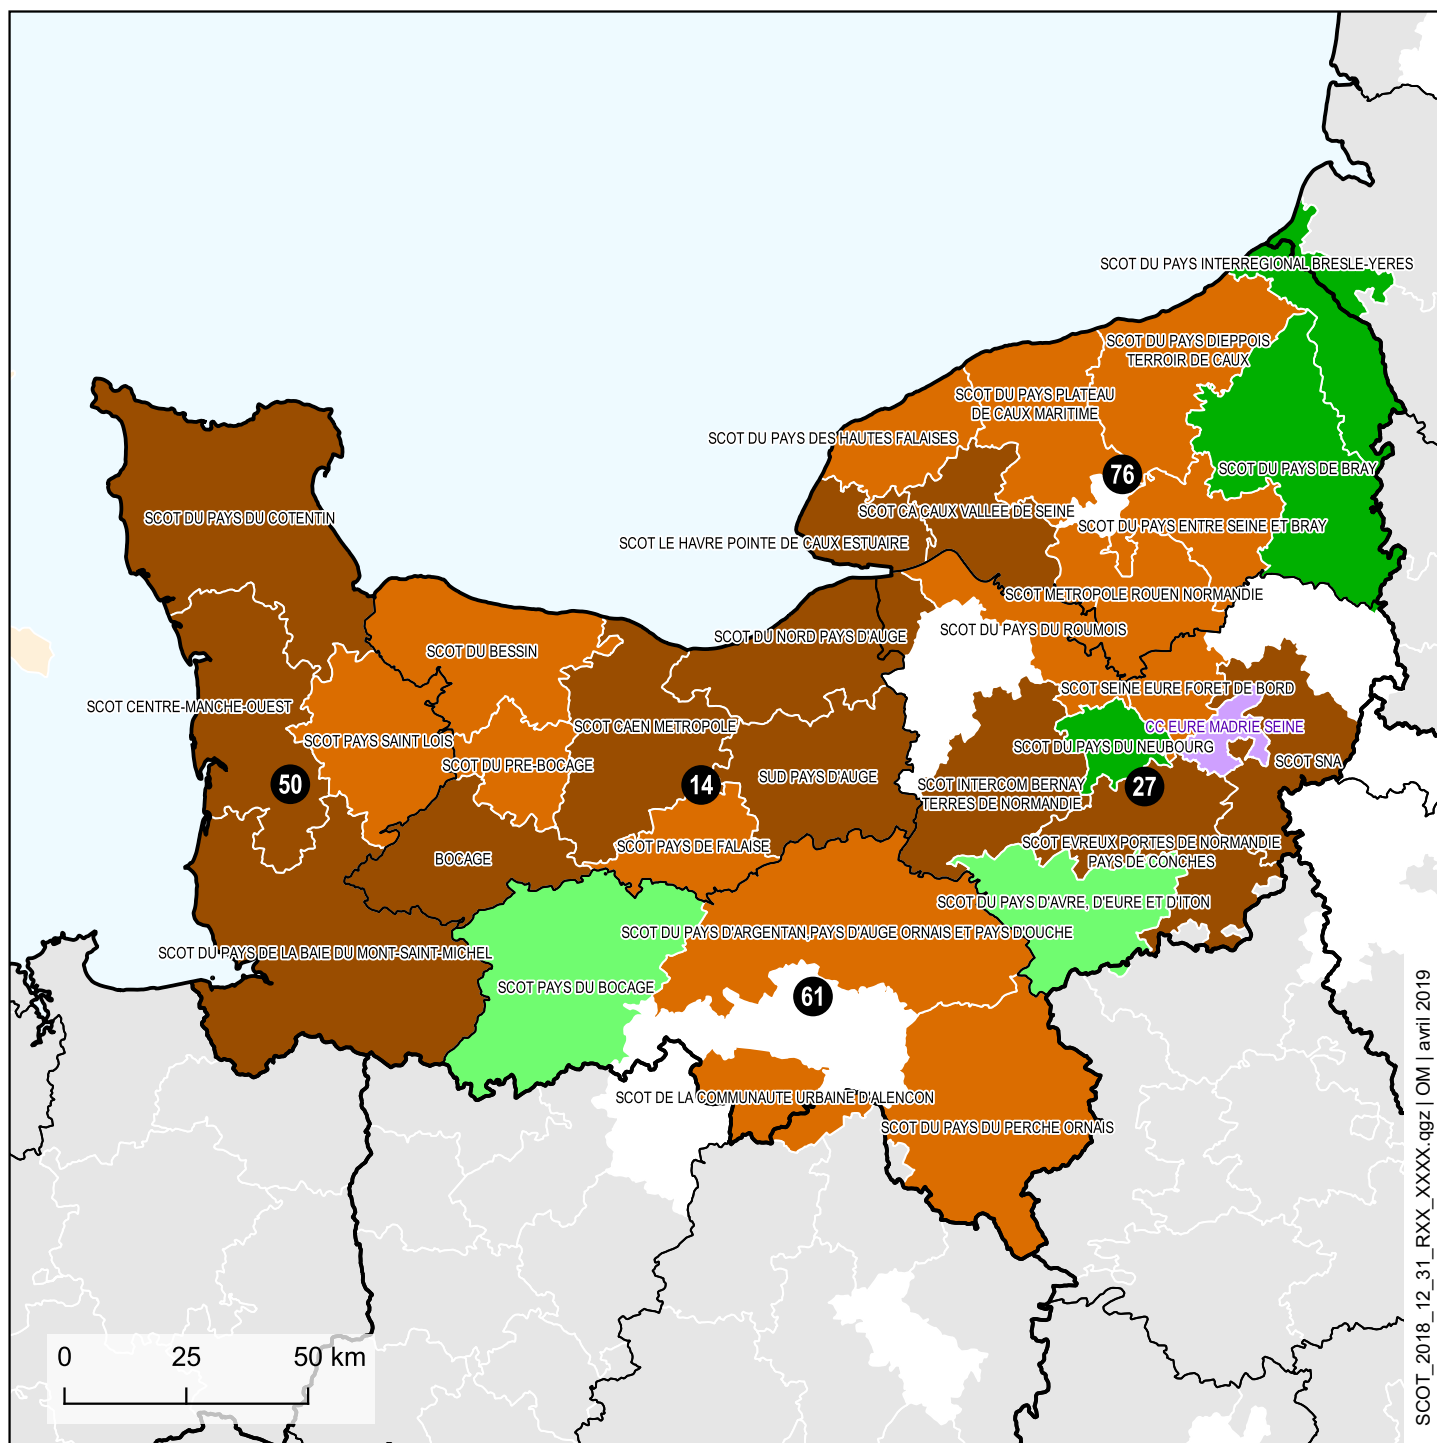 SCOT DU PAYS INTERREGIONAL BRESLE-YERES
SCOT DU PAYS DIEPPOIS
TERROIR DE CAUX
SCOT DU PAYS PLATEAU
DE CAUX MARITIME
SCOT DU PAYS DES HAUTES FALAISES
76
SCOT DU PAYS DE BRAY
SCOT CA CAUX VALLEE DE SEINE
SCOT DU PAYS DU COTENTIN
SCOT DU PAYS ENTRE SEINE ET BRAY
SCOT LE HAVRE POINTE DE CAUX ESTUAIRE
SCOT METROPOLE ROUEN NORMANDIE
SCOT DU NORD PAYS D'AUGE
SCOT DU PAYS DU ROUMOIS
SCOT DU BESSIN
SCOT SEINE EURE FORET DE BORD
SCOT CENTRE-MANCHE-OUEST
SCOT CAEN METROPOLE
CC EURE MADRIE SEINE
SCOT PAYS SAINT LOIS
SCOT DU PAYS DU NEUBOURG
SCOT DU PRE-BOCAGE
SCOT SNA
SUD PAYS D'AUGE
50
14
SCOT INTERCOM BERNAY
TERRES DE NORMANDIE
27
SCOT PAYS DE FALAISE
SCOT EVREUX PORTES DE NORMANDIE
PAYS DE CONCHES
BOCAGE
SCOT DU PAYS D'AVRE, D'EURE ET D'ITON
SCOT DU PAYS D'ARGENTAN,PAYS D'AUGE ORNAIS ET PAYS D'OUCHE
SCOT DU PAYS DE LA BAIE DU MONT-SAINT-MICHEL
SCOT PAYS DU BOCAGE
61
SCOT DE LA COMMUNAUTE URBAINE D'ALENCON
SCOT DU PAYS DU PERCHE ORNAIS
0 25 50 km
SCOT_2018_12_31_RXX_XXXX.qgz | OM | avril 2019